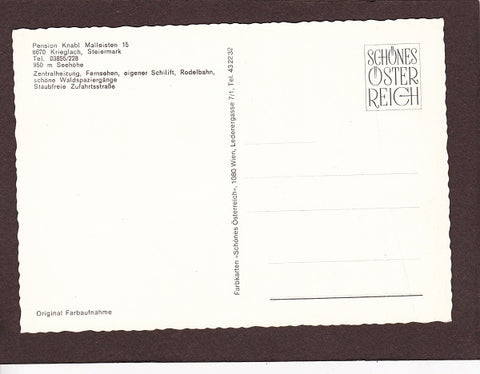 Pension Knabl Malleisten 15
8670 Krieglach, Steiermark
Tel. 03855/228
950 m Seehöhe
Zentralheizung, Fernsehen, eigener Schilift, Rodelbahn,
schöne Waldspaziergänge
Staubfreie Zufahrtsstraße
Original Farbaufnahme
Farbkarten »Schönes Österreich«, 1080 Wien, Lederergasse 7/1, Tel. 43 22 32
SCHÖNES
ÖSTER
REICH